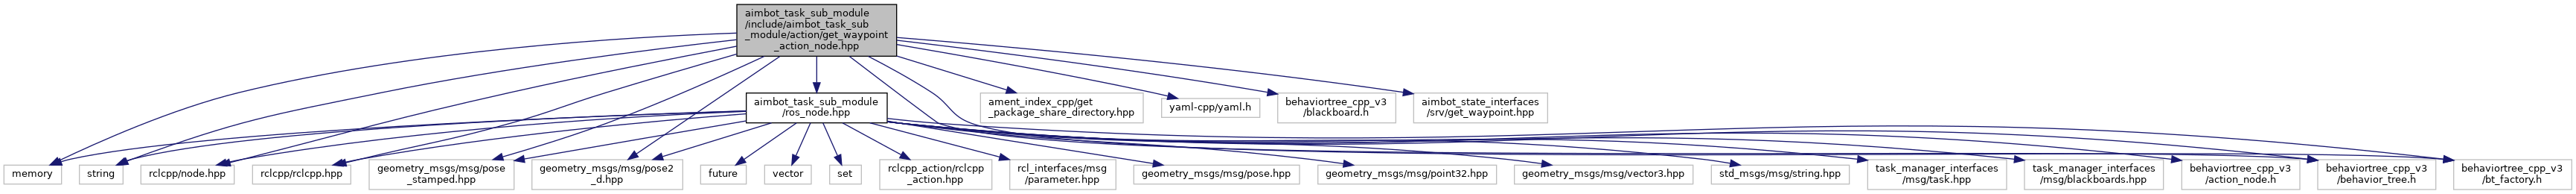 aimbot_task_sub_module
/include/aimbot_task_sub
_module/action/get_waypoint
_action_node.hpp
aimbot_task_sub_module
/ros_node.hpp
ament_index_cpp/get
_package_share_directory.hpp
yaml-cpp/yaml.h
behaviortree_cpp_v3
/blackboard.h
aimbot_state_interfaces
/srv/get_waypoint.hpp
memory
string
rclcpp/node.hpp
rclcpp/rclcpp.hpp
geometry_msgs/msg/pose
_stamped.hpp
geometry_msgs/msg/pose2
_d.hpp
future
vector
set
rclcpp_action/rclcpp
_action.hpp
rcl_interfaces/msg
/parameter.hpp
geometry_msgs/msg/pose.hpp
geometry_msgs/msg/point32.hpp
geometry_msgs/msg/vector3.hpp
std_msgs/msg/string.hpp
task_manager_interfaces
/msg/task.hpp
task_manager_interfaces
/msg/blackboards.hpp
behaviortree_cpp_v3
/action_node.h
behaviortree_cpp_v3
/behavior_tree.h
behaviortree_cpp_v3
/bt_factory.h